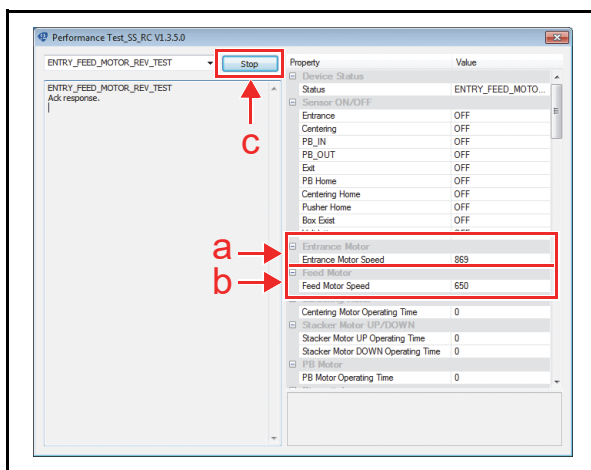 Performance Test_SS_RC V1.3.5.0
ENTRY_FEED_MOTOR_REV_TEST
Stop
ENTRY_FEED_MOTOR_REV_TEST
Ack response.
c
a
b
Property Value
Device Status
Status ENTRY_FEED_MOTO...
Sensor ON/OFF
Entrance OFF
Centering OFF
PB_IN OFF
PB_OUT OFF
Exit OFF
PB Home OFF
Centering Home OFF
Pusher Home OFF
Box Exist OFF
Entrance Motor
Entrance Motor Speed 869
Feed Motor
Feed Motor Speed 650
Centering Motor Operating Time 0
Stacker Motor UP/DOWN
Stacker Motor UP Operating Time 0
Stacker Motor DOWN Operating Time 0
PB Motor
PB Motor Operating Time 0